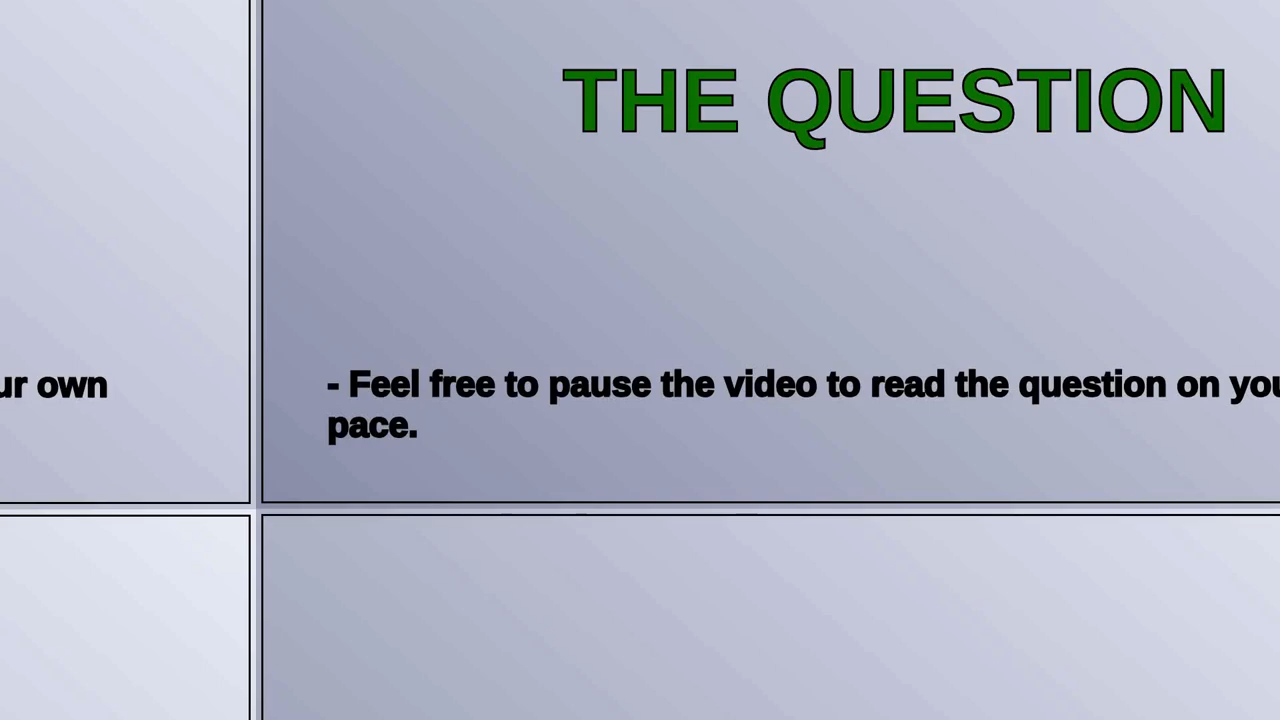 THE QUESTION
ur own
- Feel free to pause the video to read the question on you
pace.